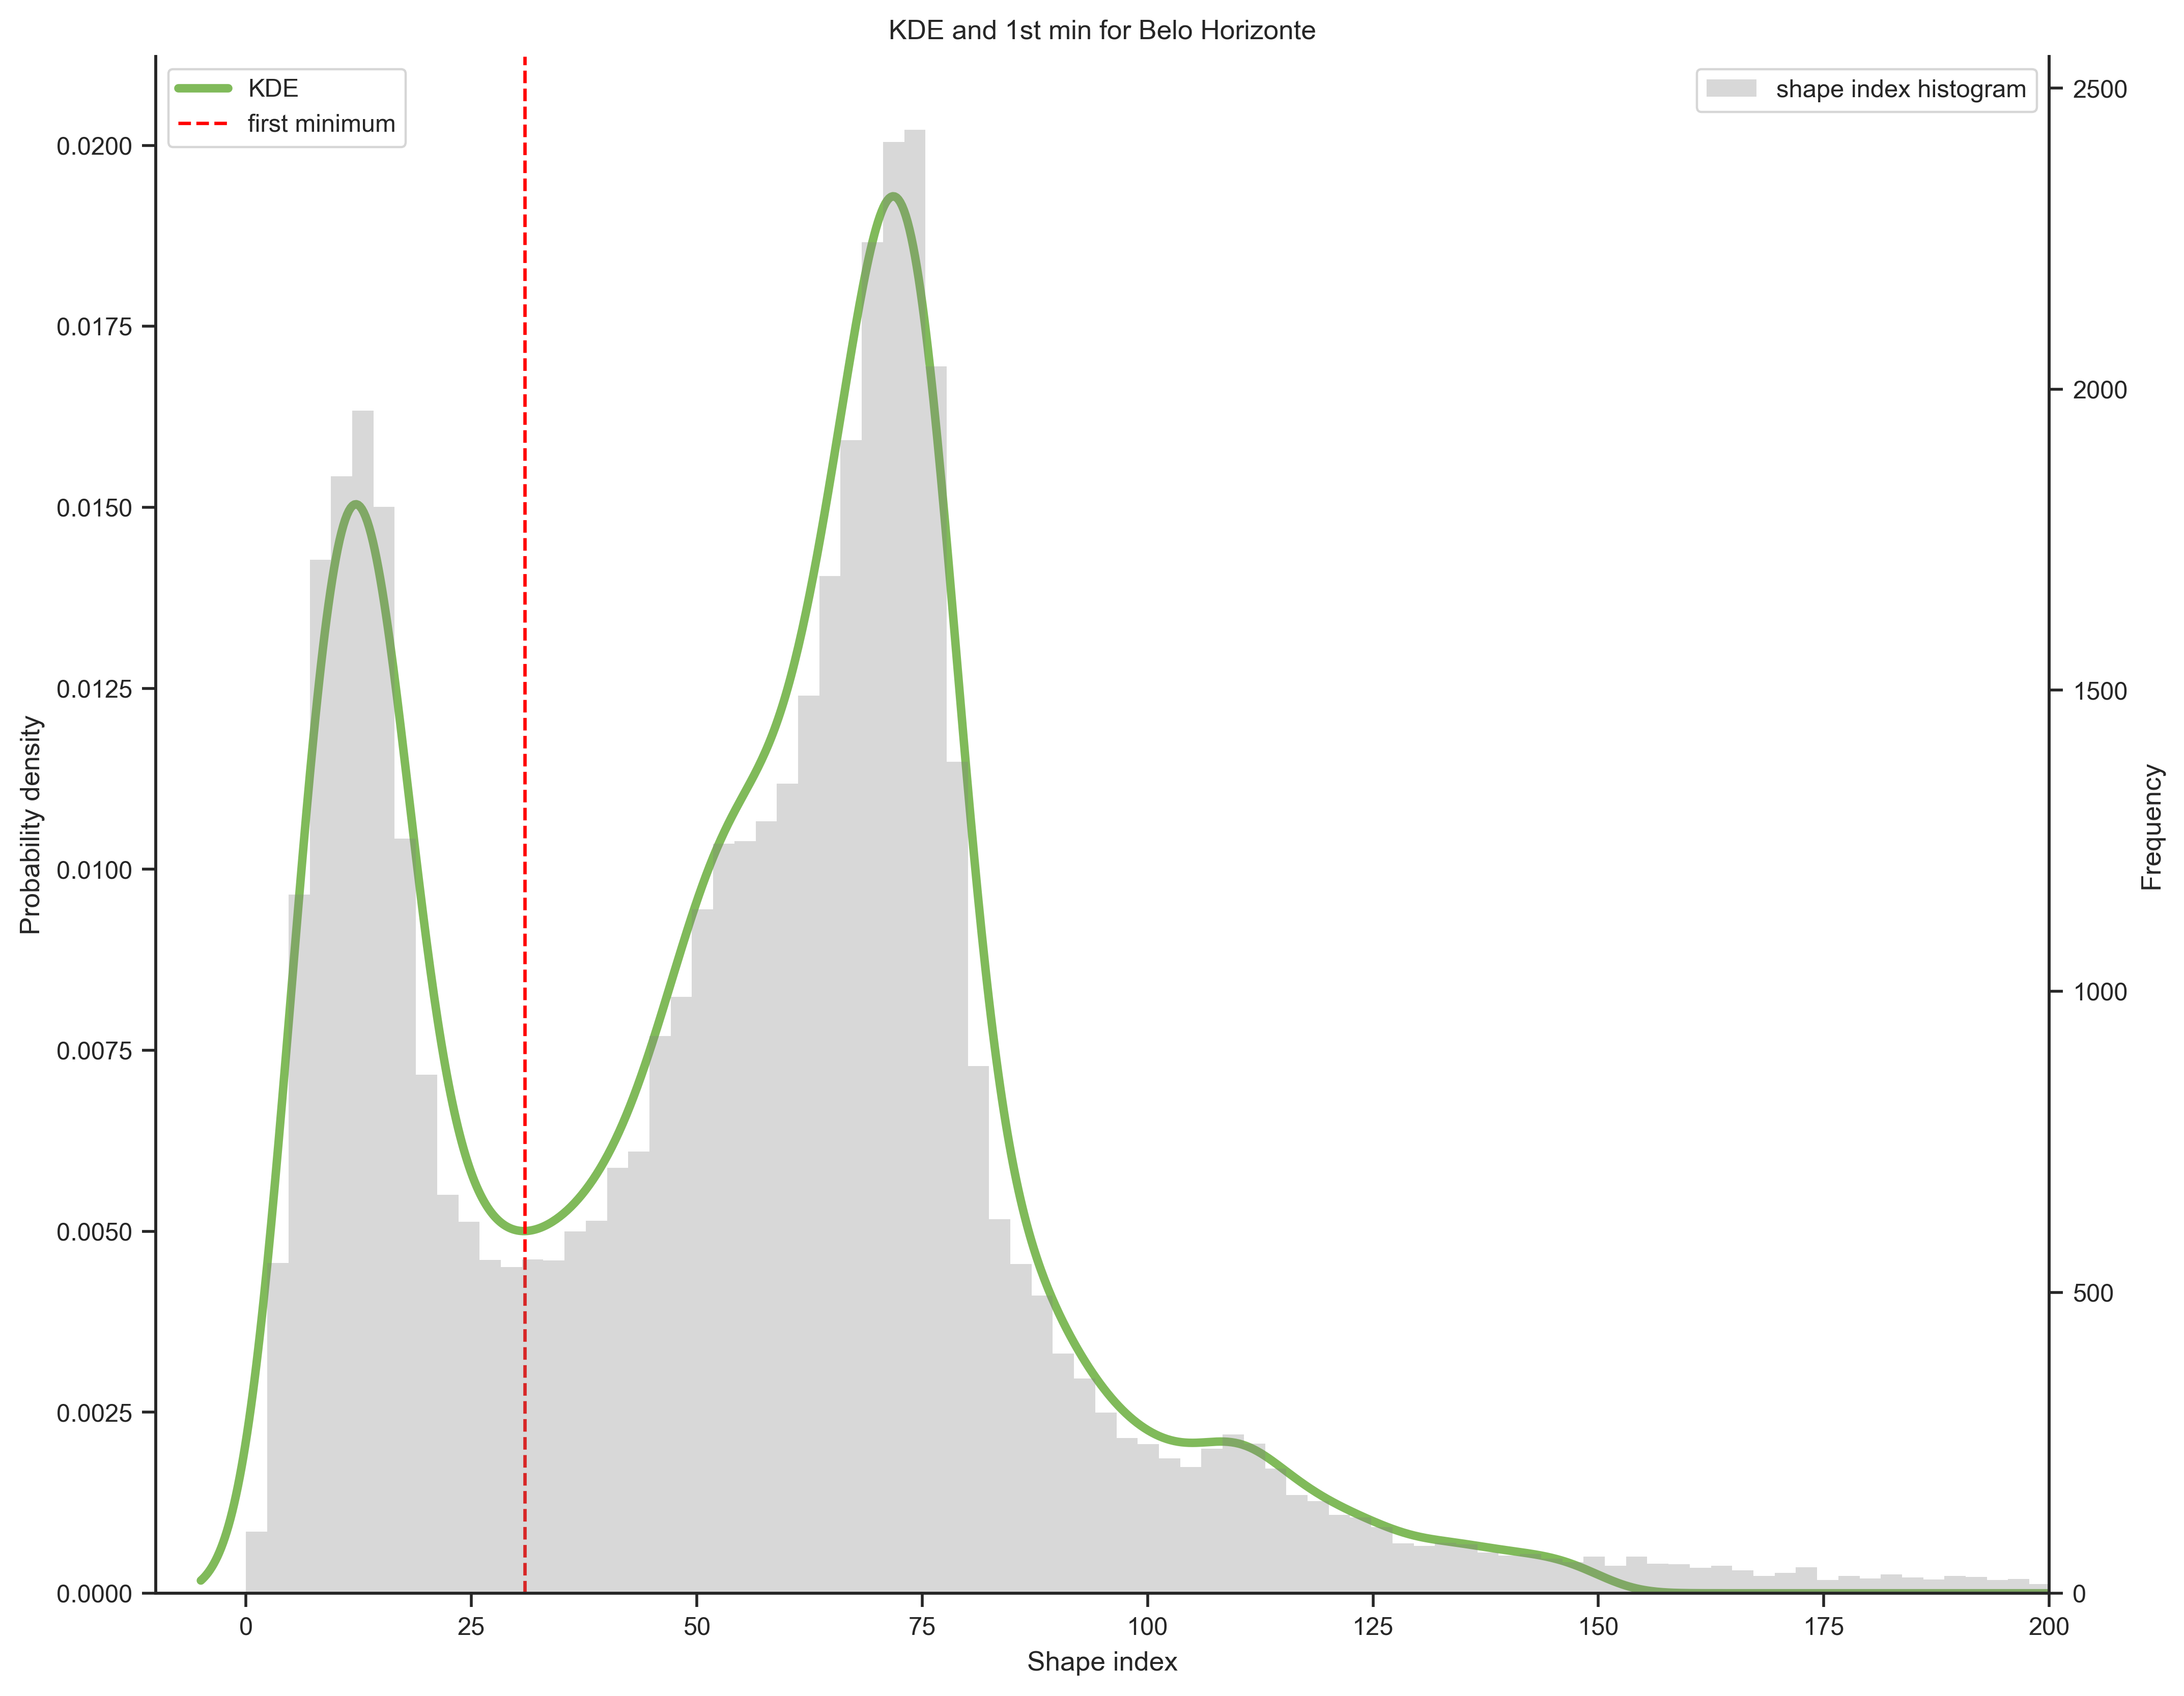 KDE and 1st min for Belo Horizonte
KDE
first minimum
shape index histogram
0.0200
0.0175
0.0150
0.0125
0.0100
0.0075
0.0050
0.0025
0.0000
Probability density
2500
2000
1500
1000
500
0
Frequency
0 25 50 75 100 125 150 175 200
Shape index